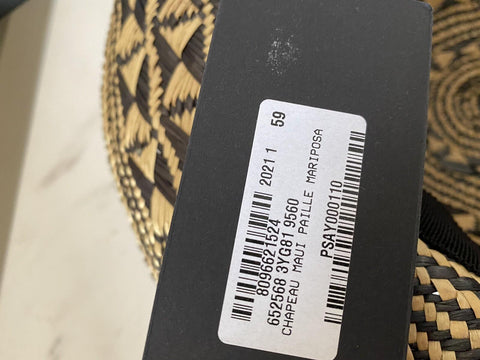 2021 1 59
8096621524
652568 3YG81 9560
CHAPEAU MAUI PAILLE MARIPOSA
PSAY000110